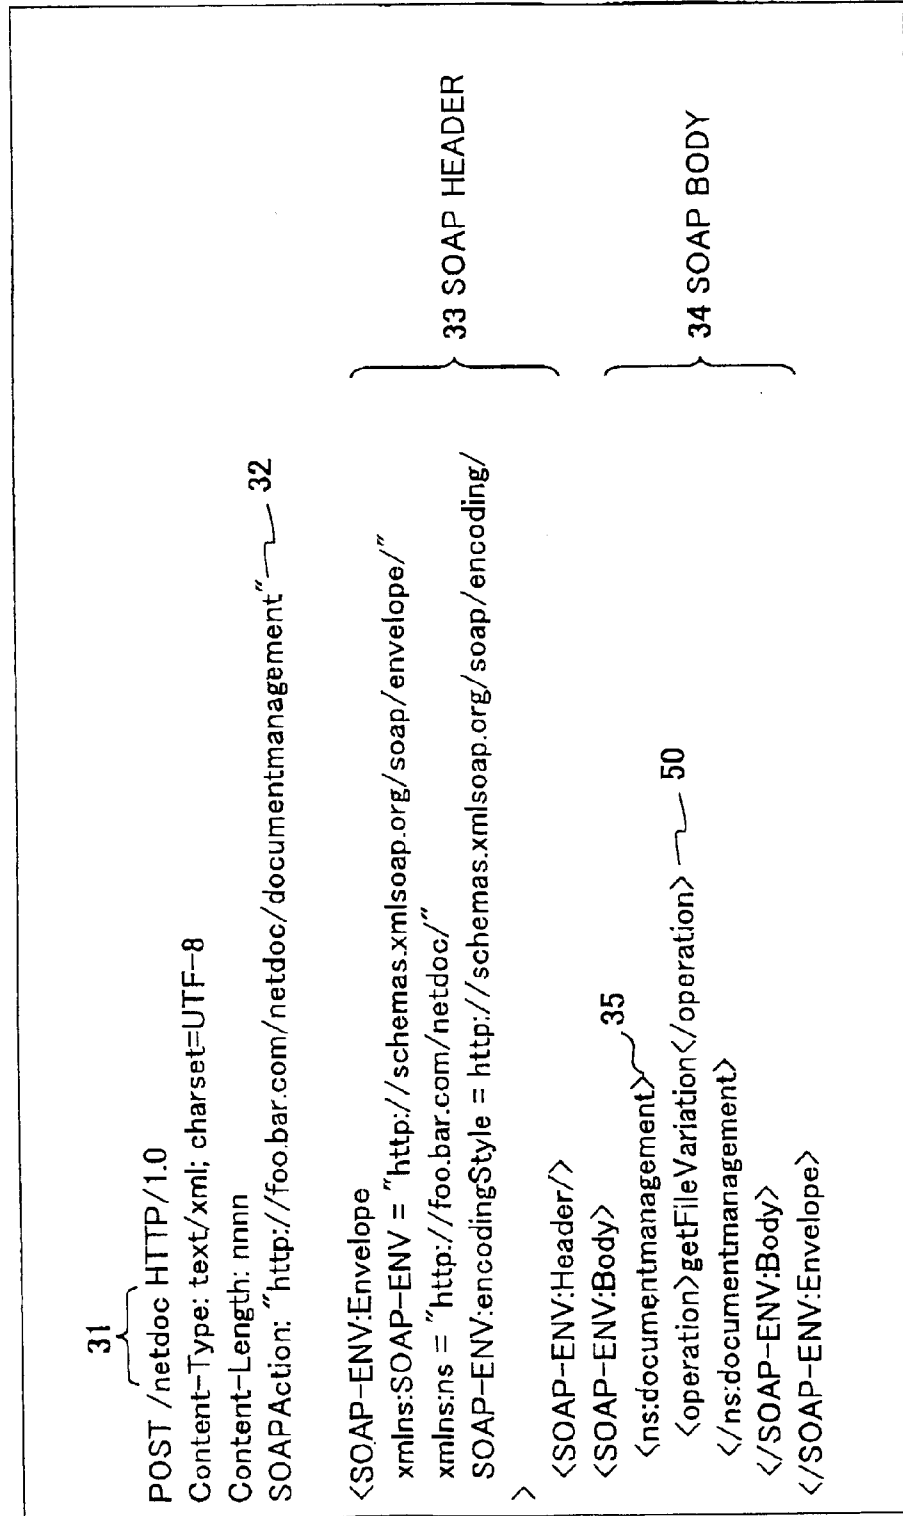 31
POST /netdoc HTTP/1.0
Content-Type: text/xml; charset=UTF-8
Content-Length: nnnn
SOAPAction: "http://foo.bar.com/netdoc/documentmanagement" 32
<SOAP-ENV:Envelope
xmlns:SOAP-ENV = "http://schemas.xmlsoap.org/soap/envelope/"
xmlns:ns = "http://foo.bar.com/netdoc/"
SOAP-ENV:encodingStyle = http://schemas.xmlsoap.org/soap/encoding/
>
33 SOAP HEADER
<SOAP-ENV:Header/>
<SOAP-ENV:Body>
<ns:documentmanagement> 35
<operation>getFileVariation</operation> 50
</ns:documentmanagement>
</SOAP-ENV:Body>
</SOAP-ENV:Envelope>
34 SOAP BODY